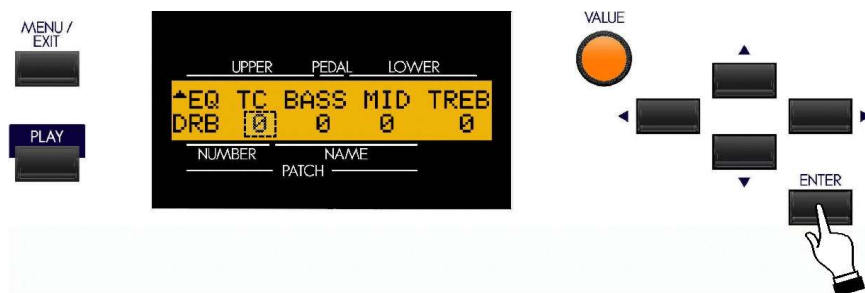 MENU /
EXIT
PLAY
UPPER PEDAL LOWER
EQ TC BASS MID TREB
DRB 0 0 0 0
NUMBER NAME
PATCH
VALUE
ENTER